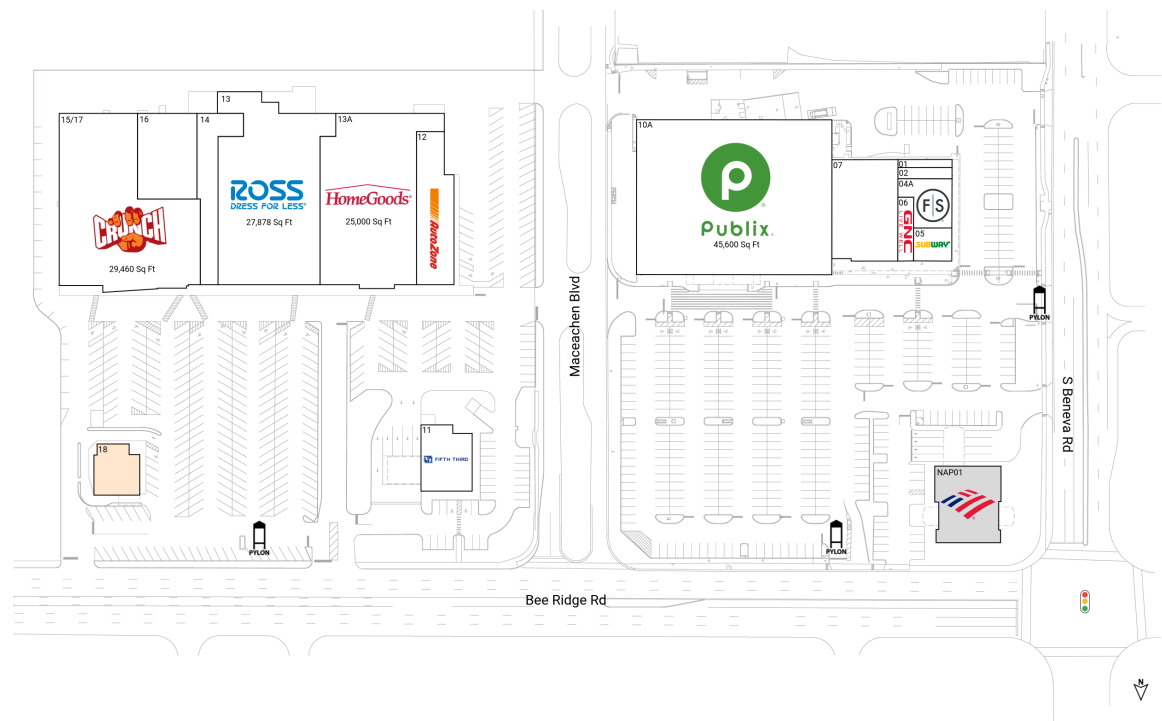 13
15/17
16
14
13A
12
ROSS
DRESS FOR LESS®
27,878 Sq Ft
HomeGoods®
25,000 Sq Ft
AutoZone
CRUNCH
29,460 Sq Ft
10A
Publix®
45,600 Sq Ft
07
01
02
04A
F|S
06
GNC
LIVE WELL
05
SUBWAY
PYLON
Maceachen Blvd
S Beneva Rd
11
FIFTH THIRD
18
NAP01
PYLON
PYLON
Bee Ridge Rd
N